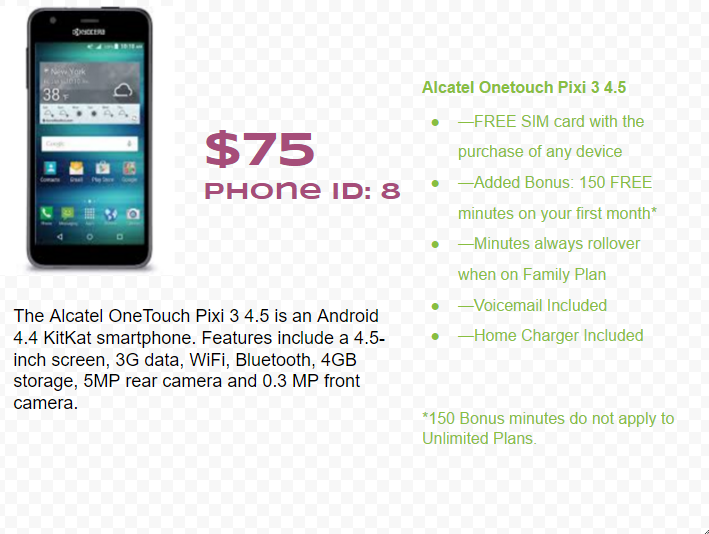 KYOCERA
New York
38
Google
Contacts
Email
Play Store
Google
Phone
$75
PHONE ID: 8
The Alcatel OneTouch Pixi 3 4.5 is an Android
4.4 KitKat smartphone. Features include a 4.5-
inch screen, 3G data, WiFi, Bluetooth, 4GB
storage, 5MP rear camera and 0.3 MP front
camera.
Alcatel Onetouch Pixi 3 4.5
● —FREE SIM card with the
purchase of any device
● —Added Bonus: 150 FREE
minutes on your first month*
● —Minutes always rollover
when on Family Plan
● —Voicemail Included
● —Home Charger Included
*150 Bonus minutes do not apply to
Unlimited Plans.